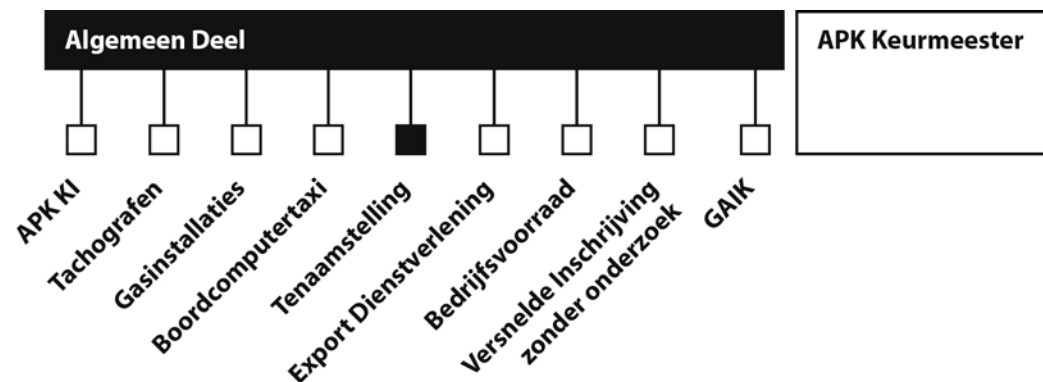 Algemeen Deel
APK Keurmeester
APK KI
Tachografen
Gasinstallaties
Boordcomputertaxi
Tenaamstelling
Export Dienstverlening
Bedrijfsvoorraad
Versnelde Inschrijving
zonder onderzoek
GAIK